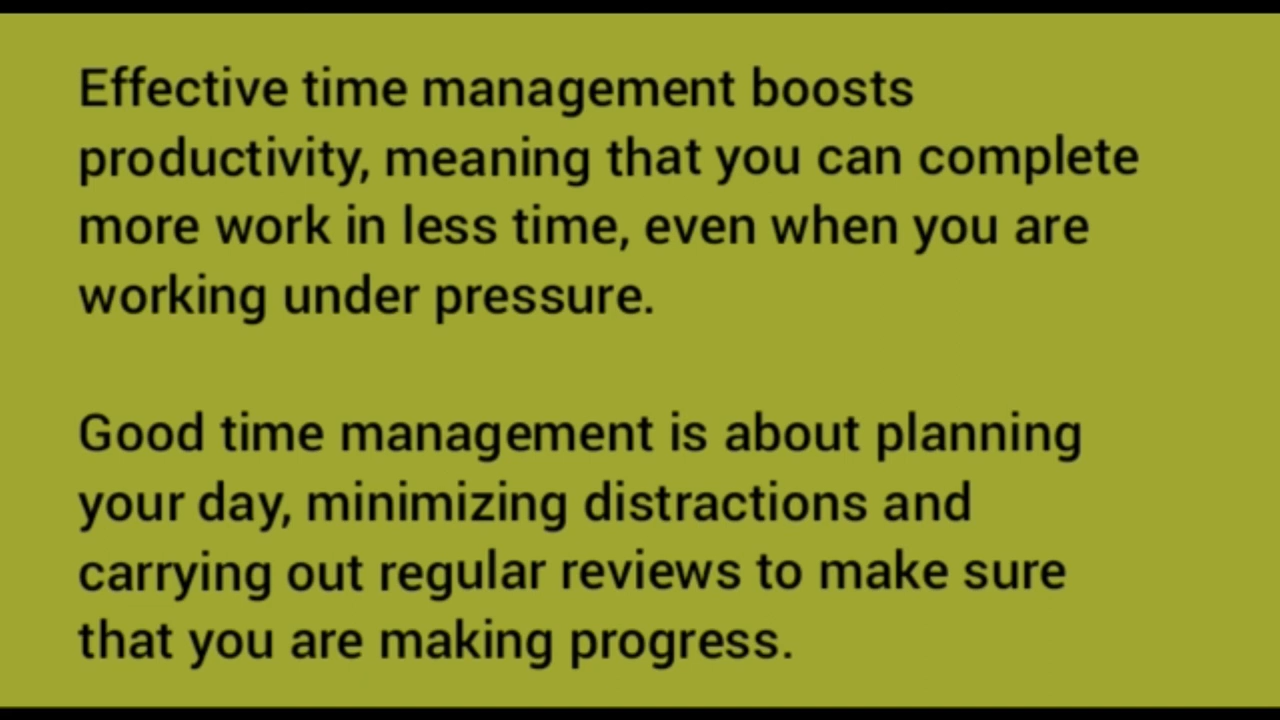 Effective time management boosts
productivity, meaning that you can complete
more work in less time, even when you are
working under pressure.
Good time management is about planning
your day, minimizing distractions and
carrying out regular reviews to make sure
that you are making progress.